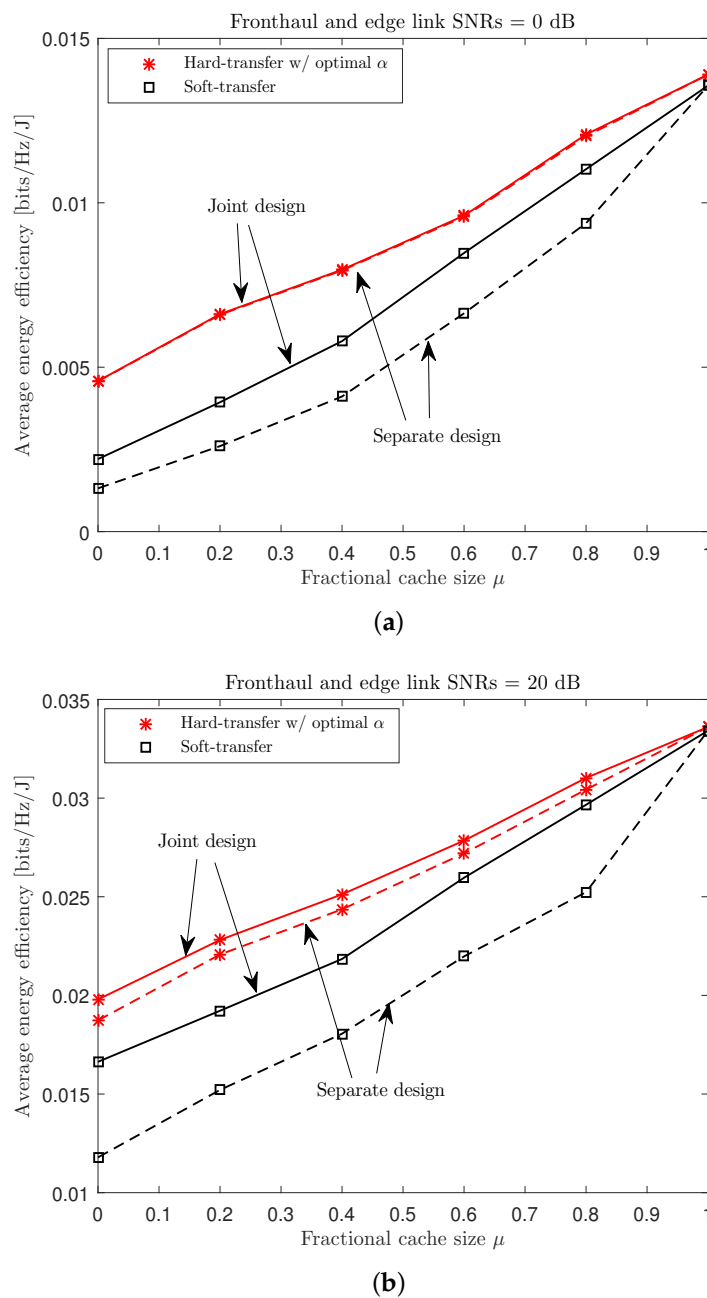 Fronthaul and edge link SNRs = 0 dB
0.015
Hard-transfer w/ optimal α
Soft-transfer
0.01
Joint design
0.005
Separate design
0
Average energy efficiency [bits/Hz/J]
0 0.1 0.2 0.3 0.4 0.5 0.6 0.7 0.8 0.9 1
Fractional cache size μ
(a)
Fronthaul and edge link SNRs = 20 dB
0.035
Hard-transfer w/ optimal α
Soft-transfer
0.03
Joint design
0.025
0.02
0.015
Separate design
0.01
Average energy efficiency [bits/Hz/J]
0 0.1 0.2 0.3 0.4 0.5 0.6 0.7 0.8 0.9 1
Fractional cache size μ
(b)